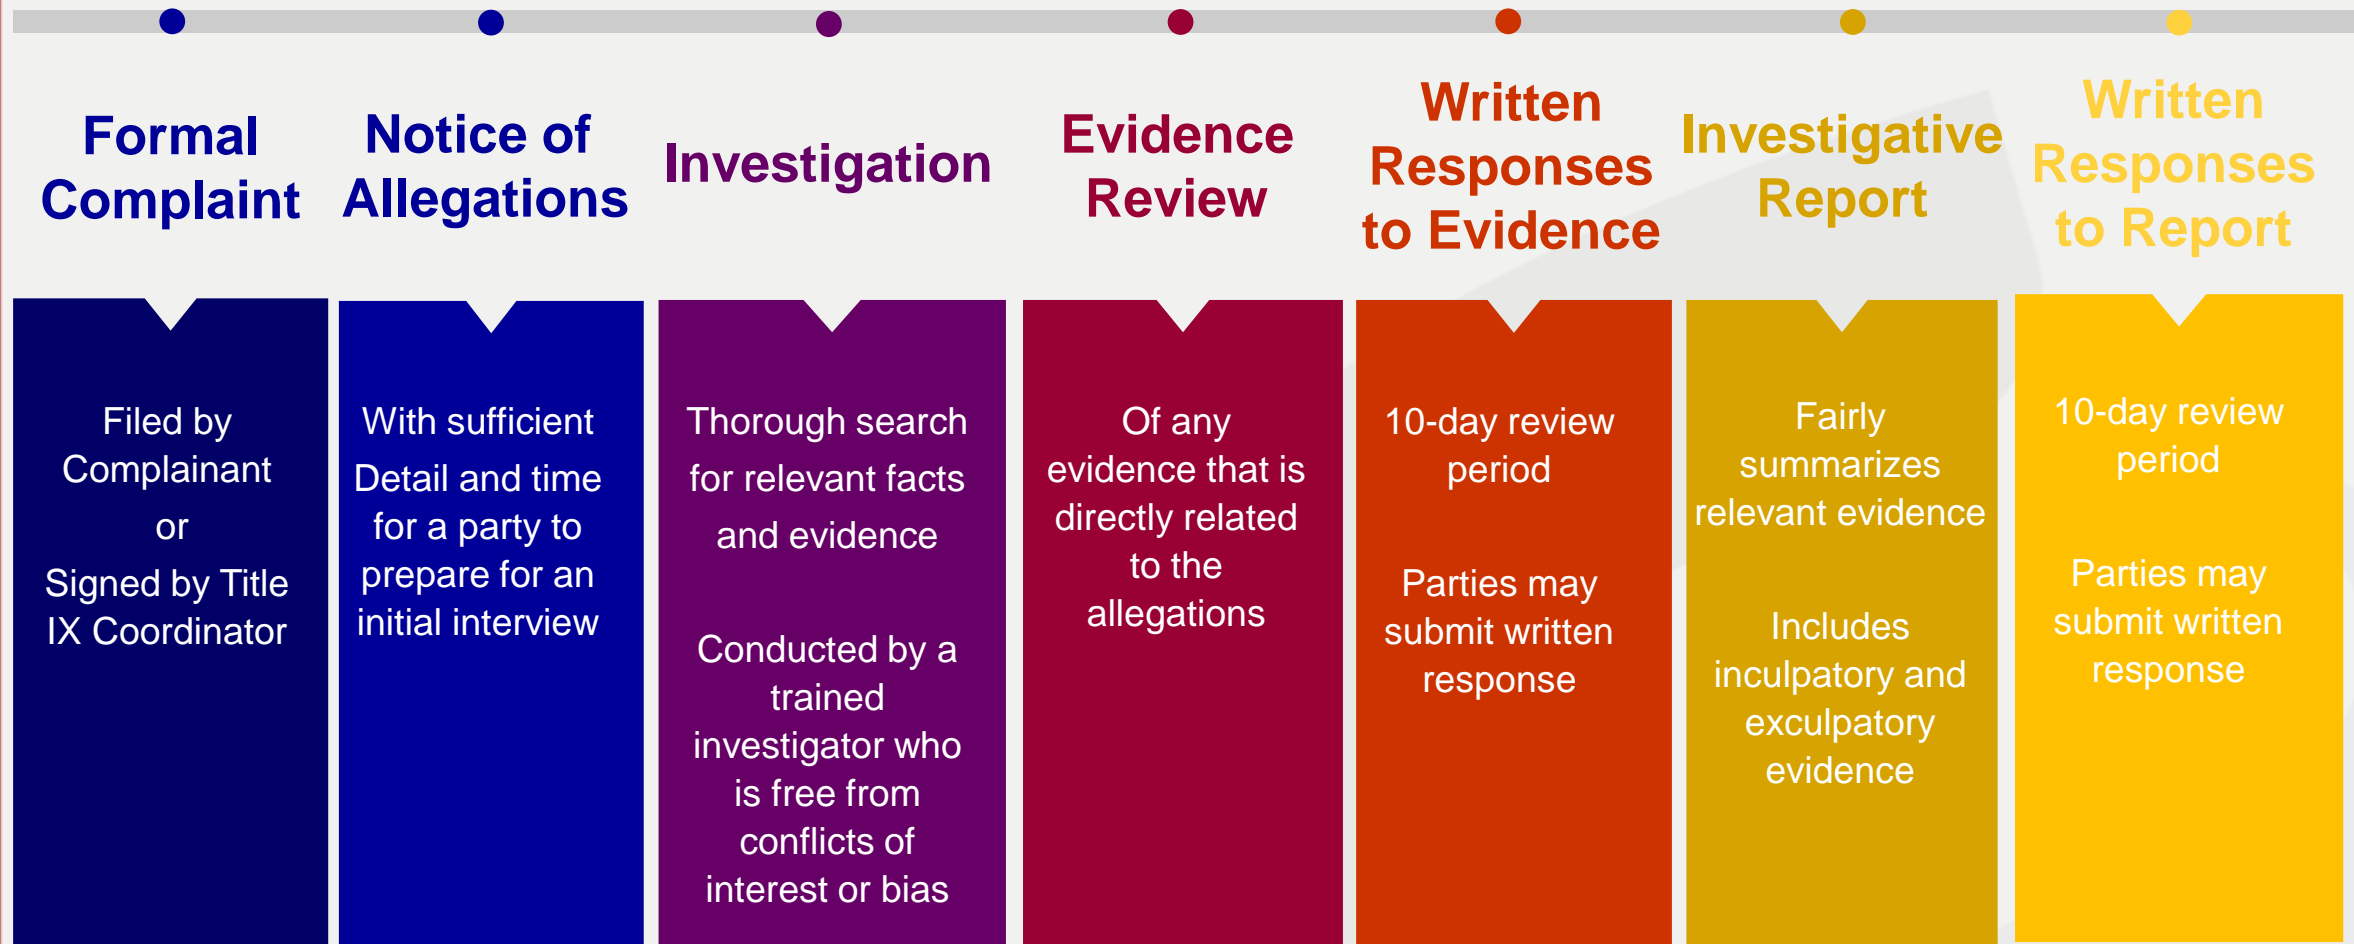 Formal
Complaint
Notice of
Allegations
Investigation
Evidence
Review
Written
Responses
to Evidence
Investigative
Report
Written
Responses
to Report
Filed by
Complainant
or
Signed by Title
IX Coordinator
With sufficient
Detail and time
for a party to
prepare for an
initial interview
Thorough search
for relevant facts
and evidence
Conducted by a
trained
investigator who
is free from
conflicts of
interest or bias
Of any
evidence that is
directly related
to the
allegations
10-day review
period
Parties may
submit written
response
Fairly
summarizes
relevant evidence
Includes
inculpatory and
exculpatory
evidence
10-day review
period
Parties may
submit written
response